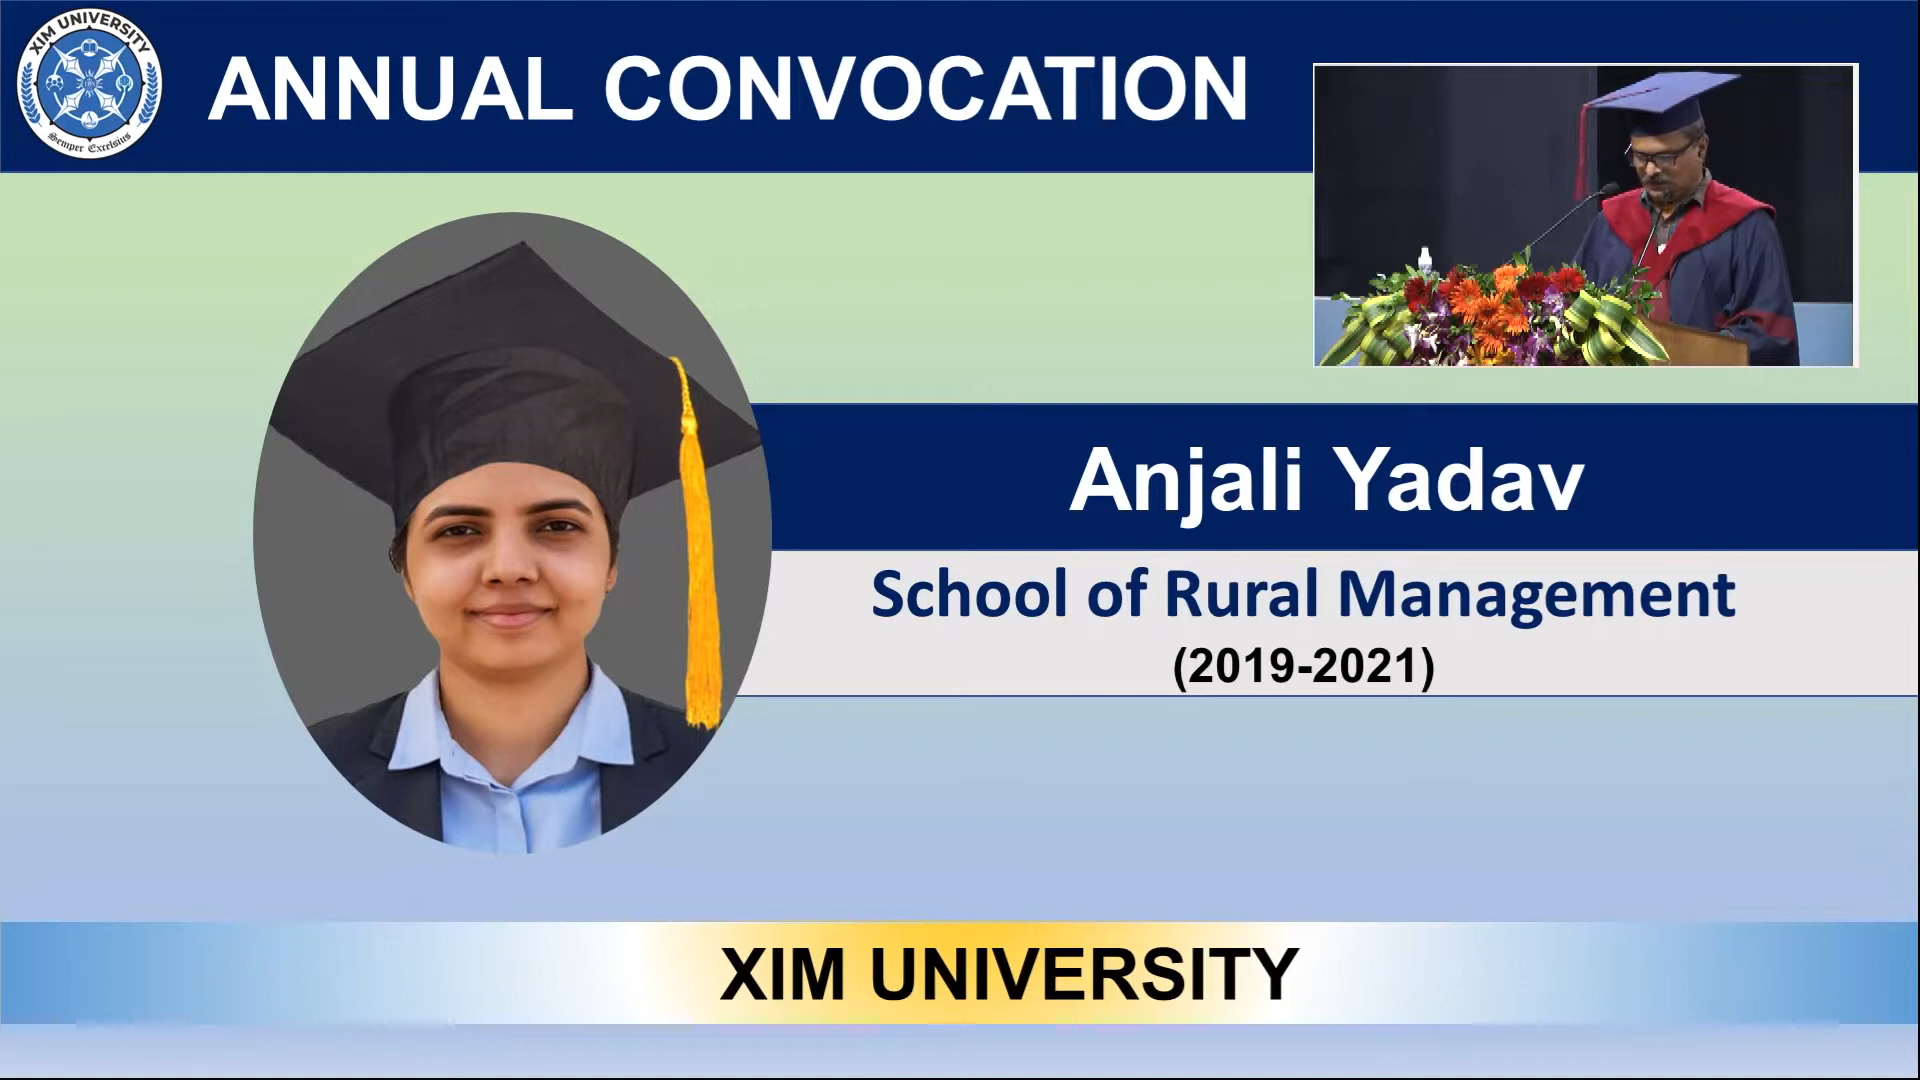 XIM UNIVERSITY
Semper Excelsius
ANNUAL CONVOCATION
Anjali Yadav
School of Rural Management
(2019-2021)
XIM UNIVERSITY